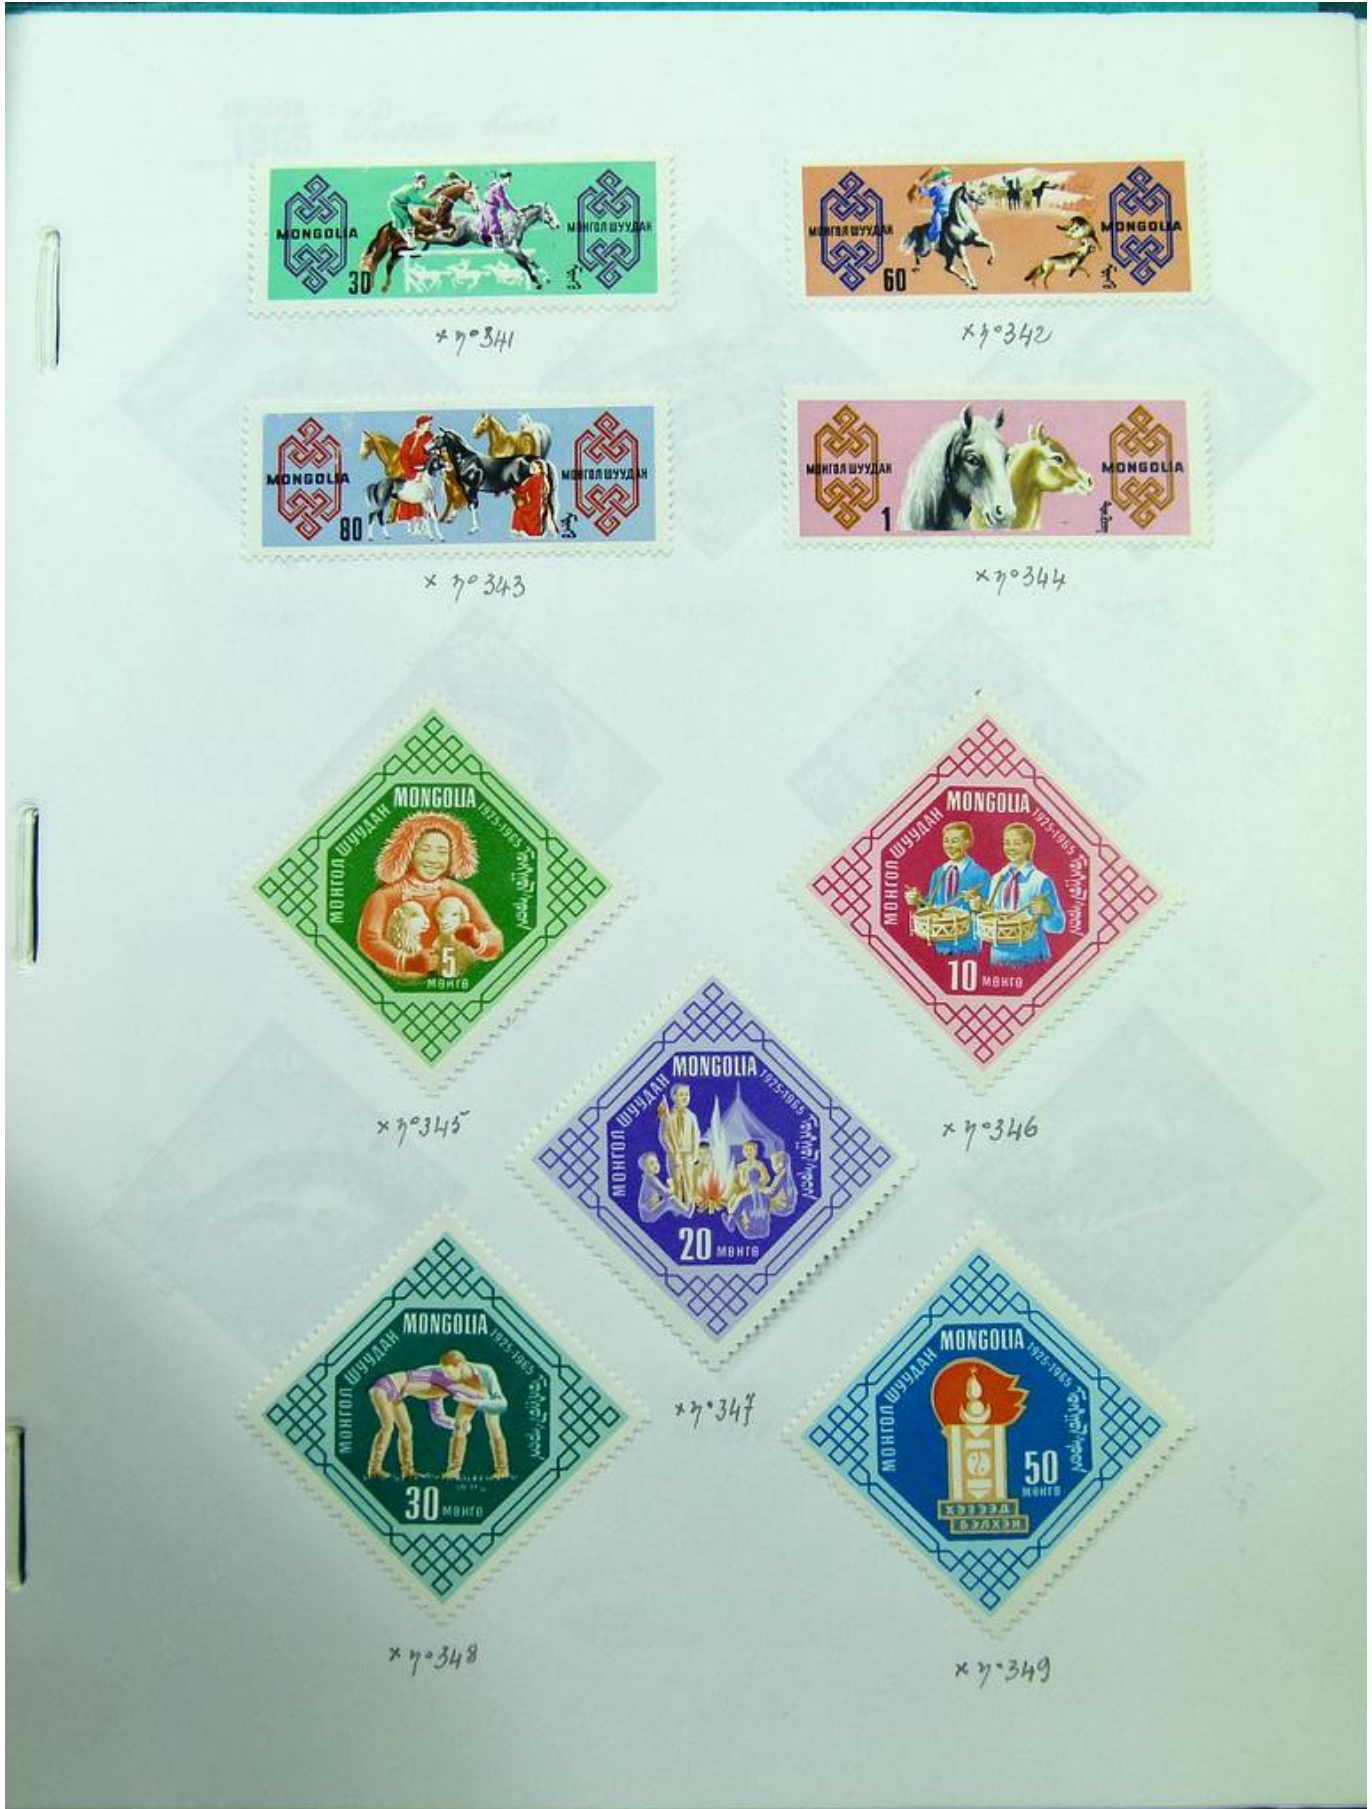 MONGOLIA
МОНГОЛ ШУУДАН
30
× n° 341
МОНГОЛ ШУУДАН
MONGOLIA
60
× n° 342
MONGOLIA
МОНГОЛ ШУУДАН
80
× n° 343
МОНГОЛ ШУУДАН
MONGOLIA
1
× n° 344
МОНГОЛ ШУУДАН
MONGOLIA
1925-1965
5
МӨНГӨ
× n° 345
МОНГОЛ ШУУДАН
MONGOLIA
1925-1965
10 МӨНГӨ
× n° 346
МОНГОЛ ШУУДАН
MONGOLIA
1925-1965
20 МӨНГӨ
× n° 347
МОНГОЛ ШУУДАН
MONGOLIA
1925-1965
30 МӨНГӨ
× n° 348
МОНГОЛ ШУУДАН
MONGOLIA
1925-1965
50
МӨНГӨ
ХЭЗЭЭД
БЭЛХЭН
× n° 349